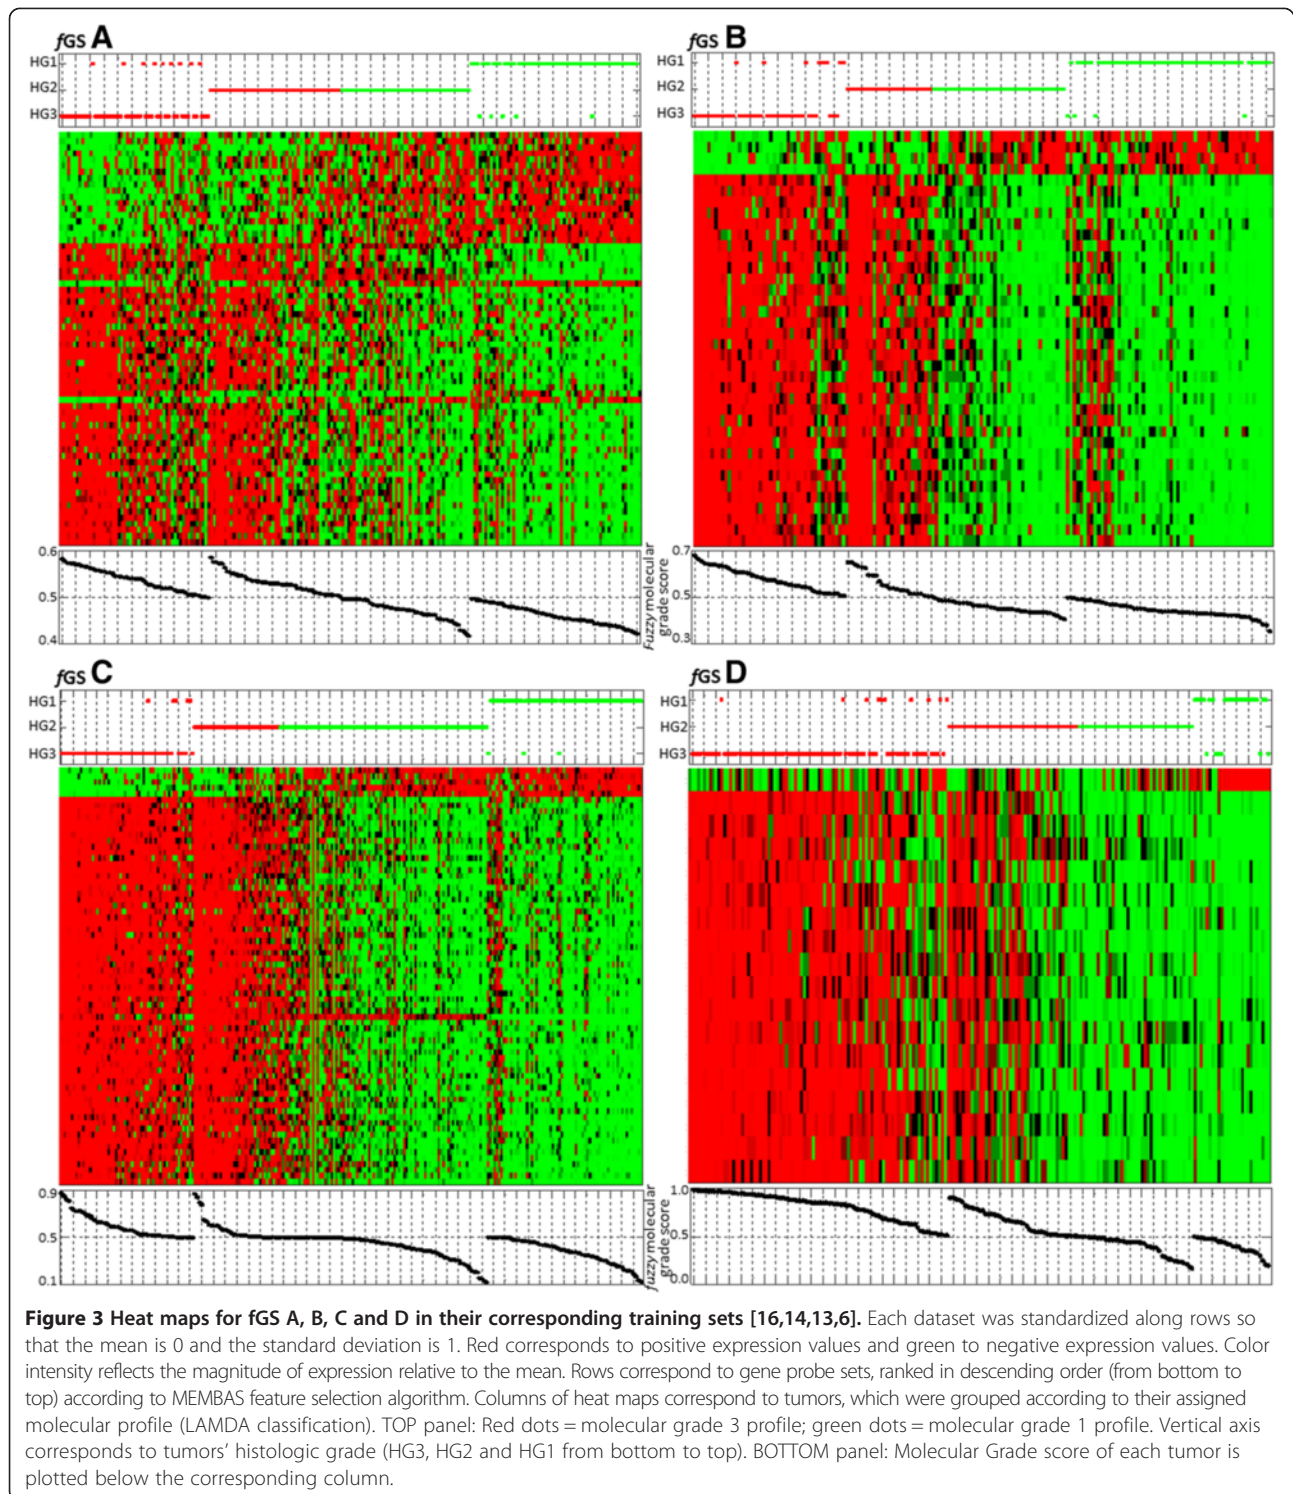 fGS A
HG1
HG2
HG3
0.6
0.5
0.4
Fuzzy molecular
grade score
fGS B
HG1
HG2
HG3
0.7
0.5
0.3
fGS C
HG1
HG2
HG3
0.9
0.5
0.1
fuzzy molecular
grade score
fGS D
HG1
HG2
HG3
1.0
0.5
0.0
Figure 3 Heat maps for fGS A, B, C and D in their corresponding training sets [16,14,13,6]. Each dataset was standardized along rows so
that the mean is 0 and the standard deviation is 1. Red corresponds to positive expression values and green to negative expression values. Color
intensity reflects the magnitude of expression relative to the mean. Rows correspond to gene probe sets, ranked in descending order (from bottom to
top) according to MEMBAS feature selection algorithm. Columns of heat maps correspond to tumors, which were grouped according to their assigned
molecular profile (LAMDA classification). TOP panel: Red dots = molecular grade 3 profile; green dots = molecular grade 1 profile. Vertical axis
corresponds to tumors' histologic grade (HG3, HG2 and HG1 from bottom to top). BOTTOM panel: Molecular Grade score of each tumor is
plotted below the corresponding column.